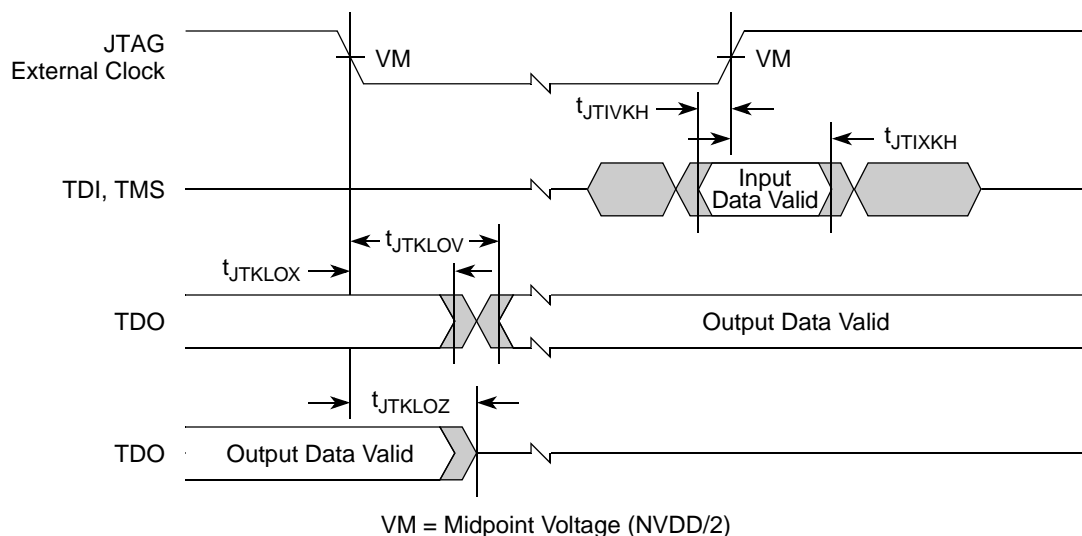 JTAG
External Clock
VM
VM
tJTIVKH
tJTIXKH
TDI, TMS
Input
Data Valid
tJTKLOV
tJTKLOX
TDO
Output Data Valid
tJTKLOZ
TDO
Output Data Valid
VM = Midpoint Voltage (NVDD/2)